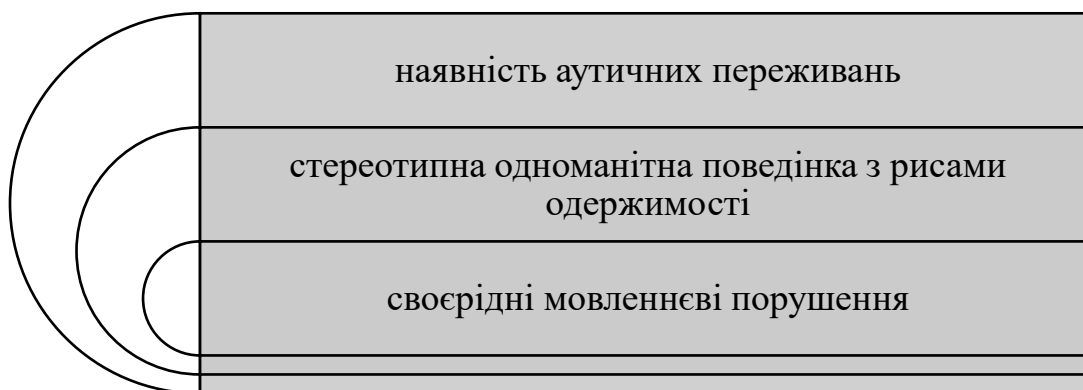 наявність аутичних переживань
стереотипна одноманітна поведінка з рисами
одержимості
своєрідні мовленнєві порушення